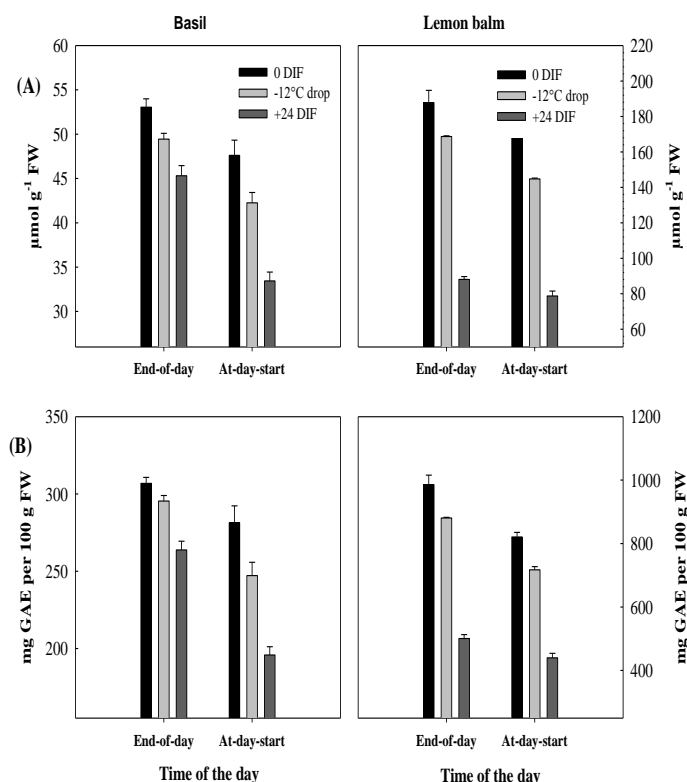 Basil
Lemon balm
(A)
60
55
50
45
40
35
30
µmol g-1 FW
0 DIF
-12°C drop
+24 DIF
End-of-day
At-day-start
0 DIF
-12°C drop
+24 DIF
End-of-day
At-day-start
220
200
180
160
140
120
100
80
60
µmol g-1 FW
(B)
350
300
250
200
mg GAE per 100 g FW
End-of-day
At-day-start
Time of the day
End-of-day
At-day-start
Time of the day
1200
1000
800
600
400
mg GAE per 100 g FW